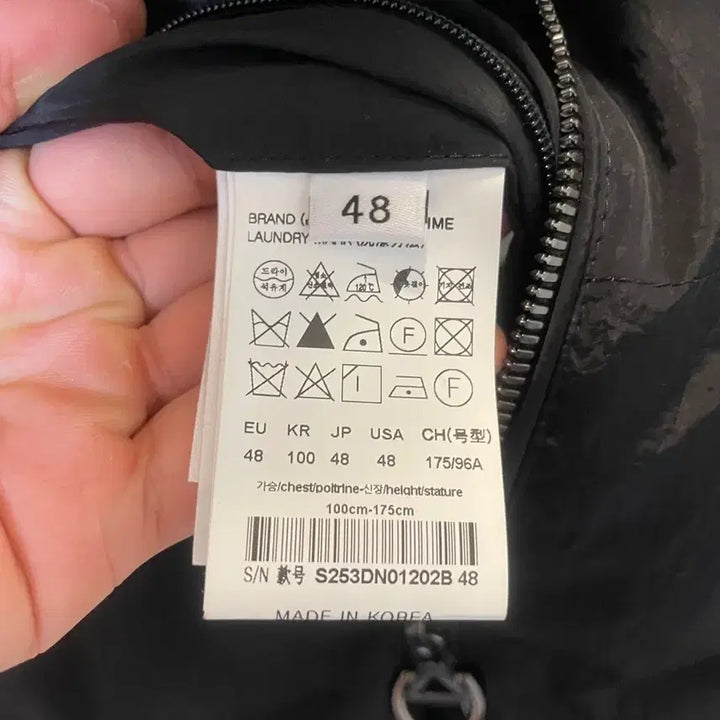 48
BRAND
IME
LAUNDRY
드라이
석유계
120℃
F
I
F
EU KR JP USA CH(号型)
48 100 48 48 175/96A
가슴/chest/poitrine-신장/height/stature
100cm-175cm
S/N 款号 S253DN01202B 48
MADE IN KOREA